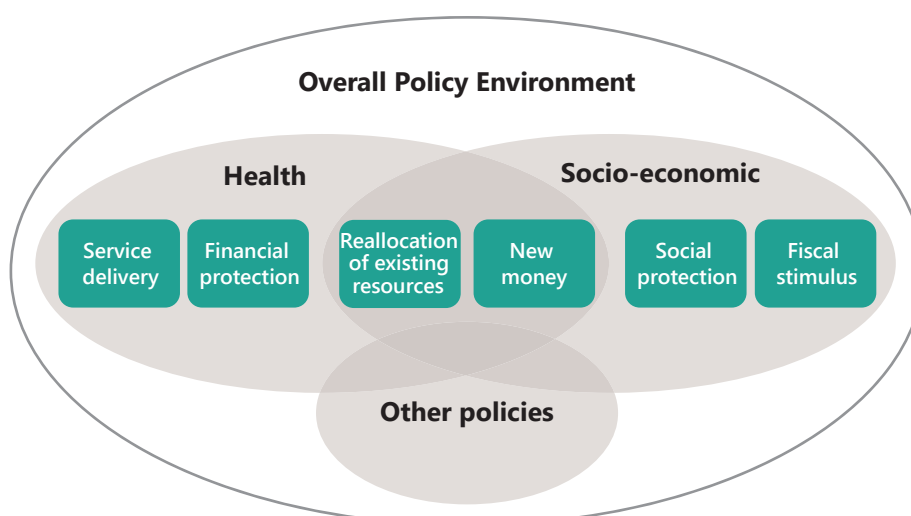 Overall Policy Environment
Health
Socio-economic
Service
delivery
Financial
protection
Reallocation
of existing
resources
New
money
Social
protection
Fiscal
stimulus
Other policies